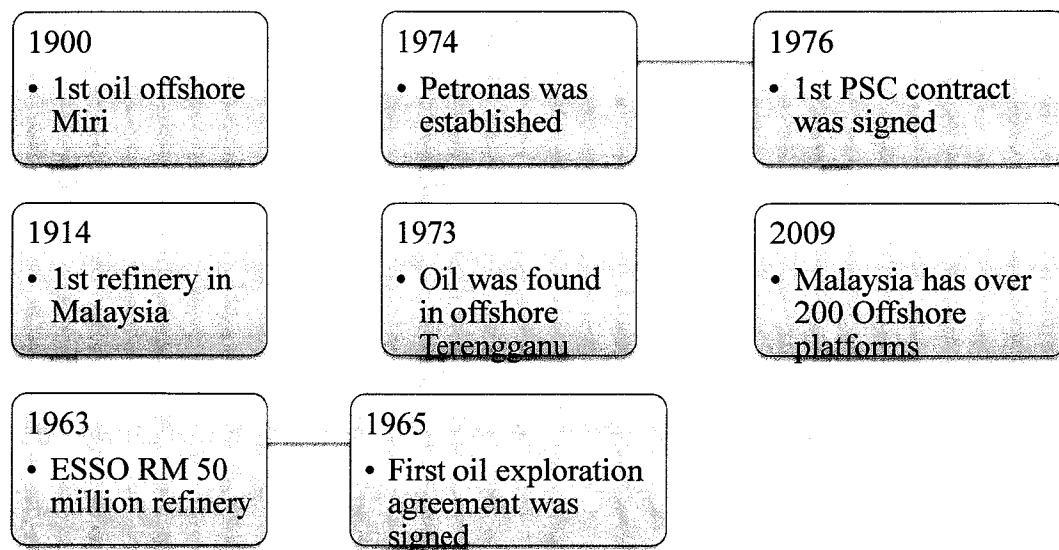 1900
• 1st oil offshore
Miri
1914
• 1st refinery in
Malaysia
1963
• ESSO RM 50
million refinery
1965
• First oil exploration
agreement was
signed
1973
• Oil was found
in offshore
Terengganu
1974
• Petronas was
established
1976
• 1st PSC contract
was signed
2009
• Malaysia has over
200 Offshore
platforms